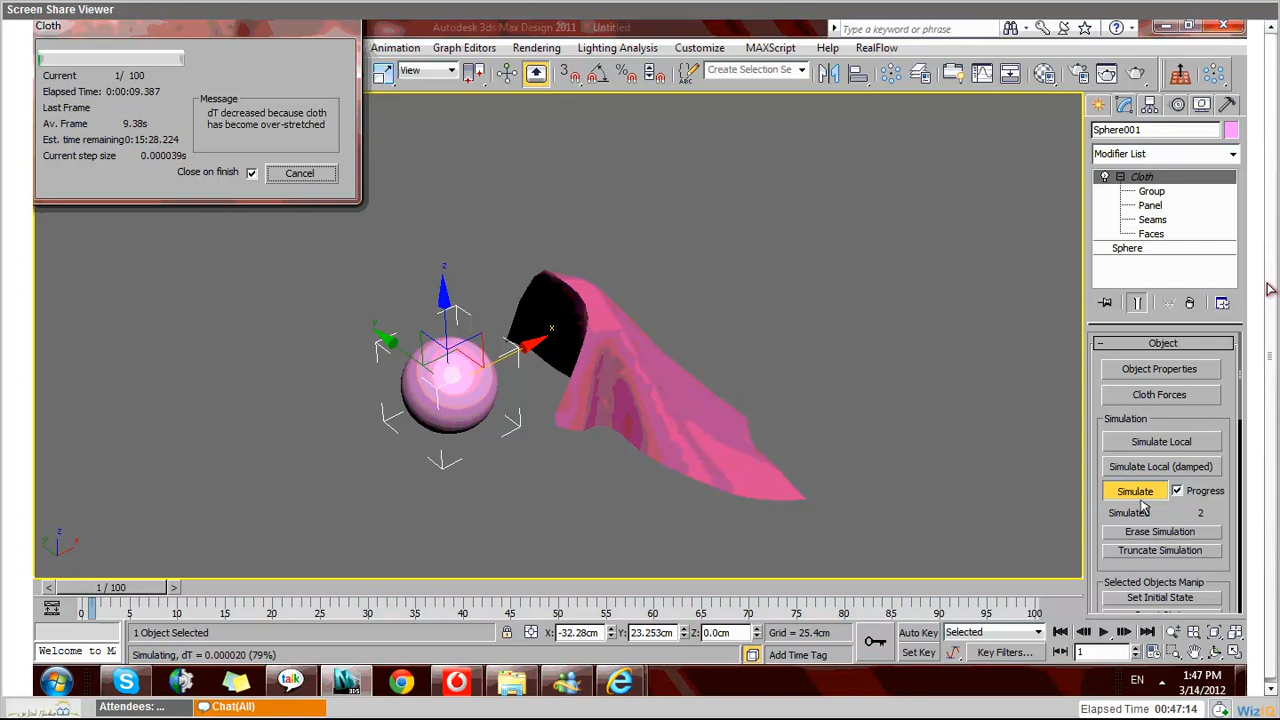 Screen Share Viewer
Cloth
Autodesk 3ds Max Design 2011
Untitled
Type a keyword or phrase
Animation Graph Editors Rendering Lighting Analysis Customize MAXScript Help RealFlow
View
Create Selection Se
Current 1/ 100
Elapsed Time: 0:00:09.387
Last Frame
Av. Frame 9.38s
Est. time remaining0:15:28.224
Current step size 0.000039s
Message
dT decreased because cloth
has become over-stretched
Close on finish
Cancel
Sphere001
Modifier List
Cloth
Group
Panel
Seams
Faces
Sphere
Object
Object Properties
Cloth Forces
Simulation
Simulate Local
Simulate Local (damped)
Simulate Progress
Simulated 2
Erase Simulation
Truncate Simulation
Selected Objects Manip
Set Initial State
z
y
x
z
y
x
1 / 100
0 5 10 15 20 25 30 35 40 45 50 55 60 65 70 75 80 85 90 95 100
1 Object Selected
X: -32.28cm Y: 23.253cm Z: 0.0cm Grid = 25.4cm
Auto Key Selected
Welcome to M
Simulating, dT = 0.000020 (79%)
Add Time Tag
Set Key Key Filters... 1
talk
3DS
EN
1:47 PM
3/14/2012
Attendees: ...
Chat(All)
Elapsed Time: 00:47:14
WizIQ